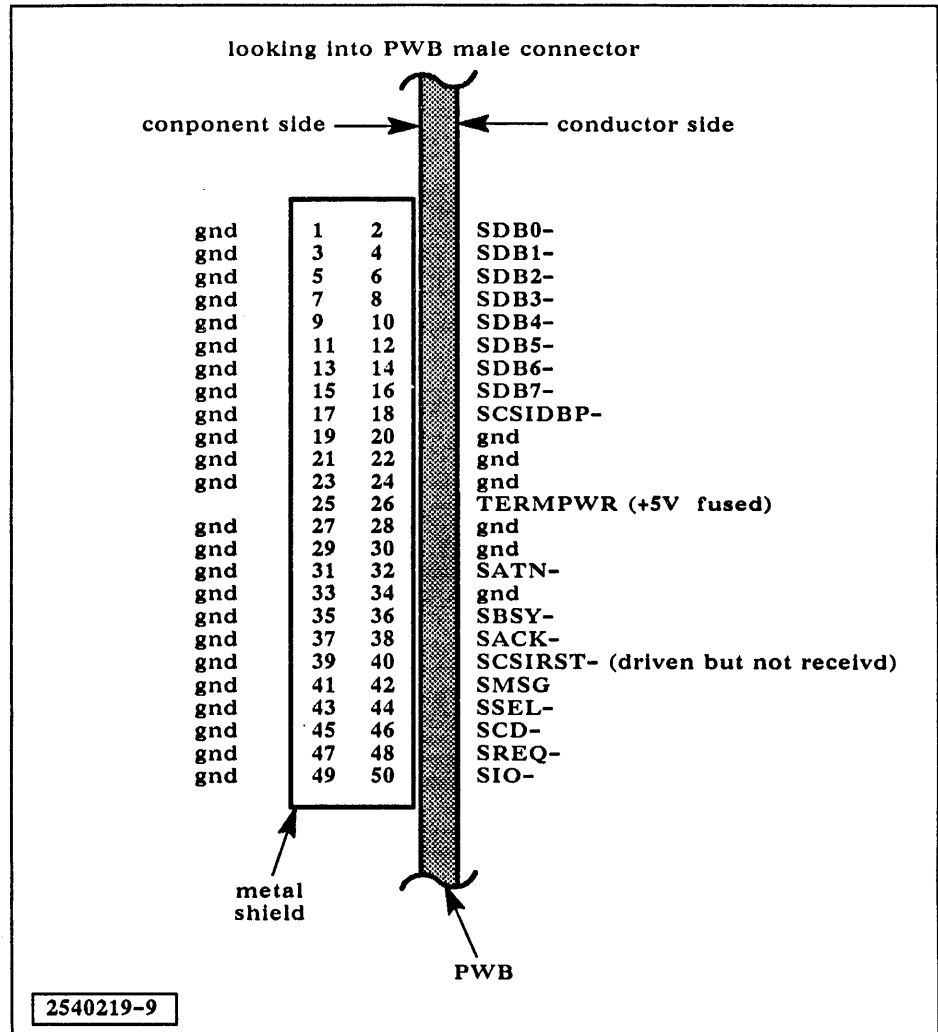 looking into PWB male connector
conponent side conductor side
gnd 1 2 SDB0-
gnd 3 4 SDB1-
gnd 5 6 SDB2-
gnd 7 8 SDB3-
gnd 9 10 SDB4-
gnd 11 12 SDB5-
gnd 13 14 SDB6-
gnd 15 16 SDB7-
gnd 17 18 SCSIDBP-
gnd 19 20 gnd
gnd 21 22 gnd
gnd 23 24 gnd
25 26 TERMPWR (+5V fused)
gnd 27 28 gnd
gnd 29 30 gnd
gnd 31 32 SATN-
gnd 33 34 gnd
gnd 35 36 SBSY-
gnd 37 38 SACK-
gnd 39 40 SCSIRST- (driven but not receivd)
gnd 41 42 SMSG
gnd 43 44 SSEL-
gnd 45 46 SCD-
gnd 47 48 SREQ-
gnd 49 50 SIO-
metal
shield
PWB
2540219-9